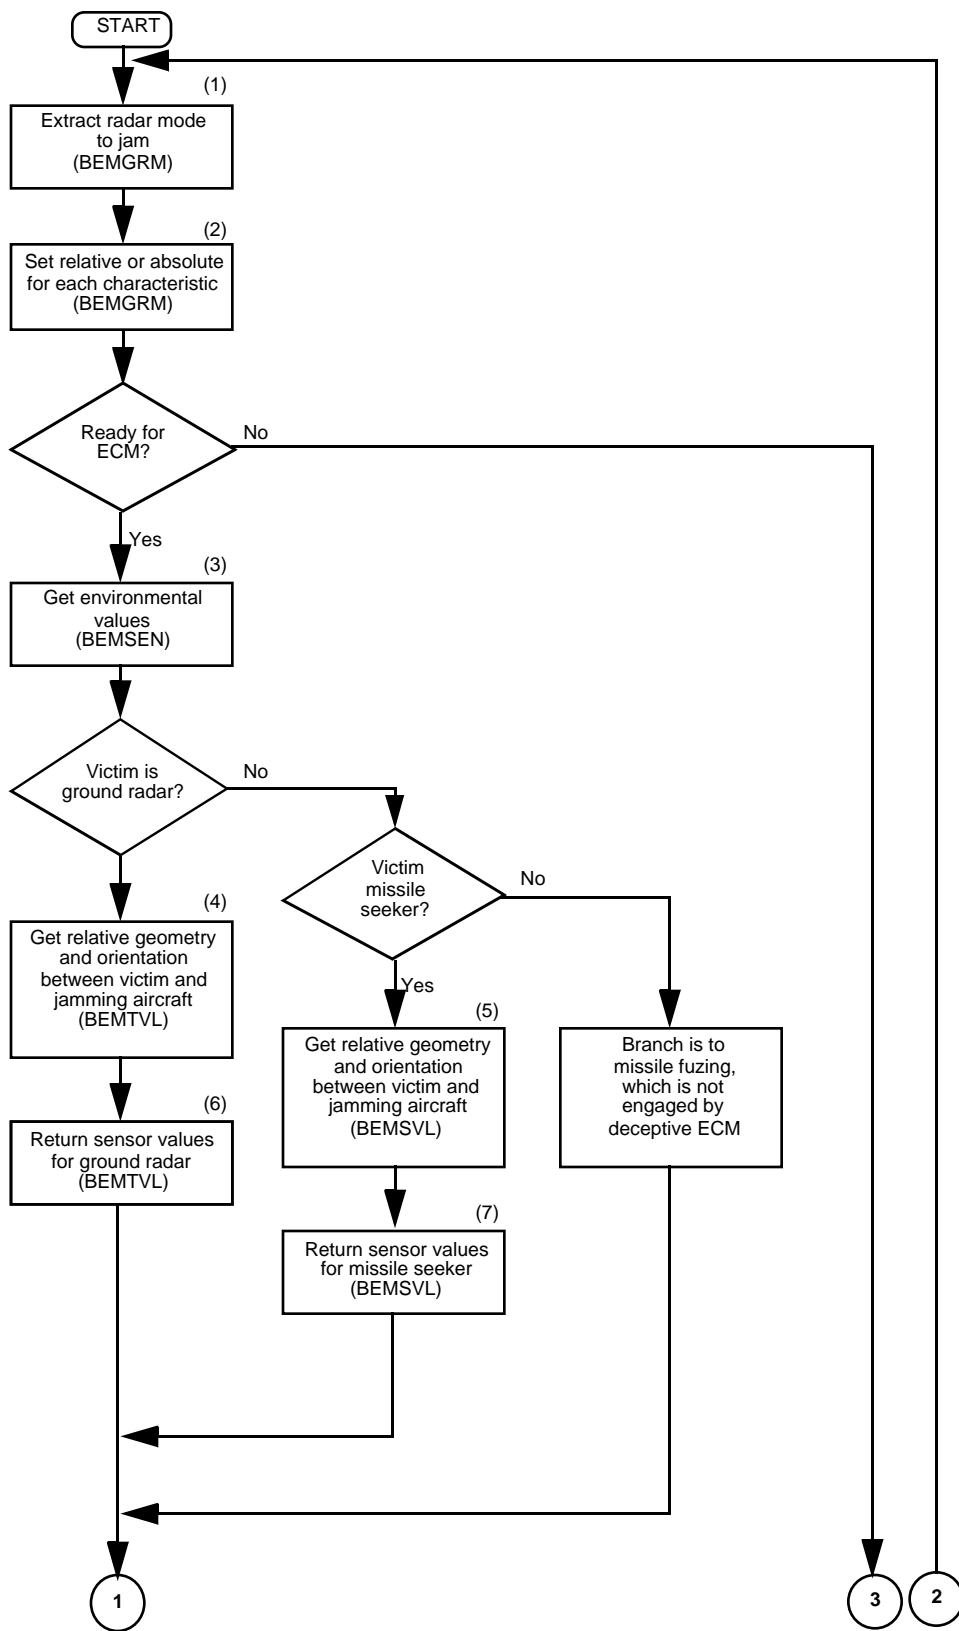 START
(1)
Extract radar mode
to jam
(BEMGRM)
(2)
Set relative or absolute
for each characteristic
(BEMGRM)
Ready for
ECM?
No
Yes
(3)
Get environmental
values
(BEMSEN)
Victim is
ground radar?
No
Victim
missile
seeker?
No
Yes
(4)
Get relative geometry
and orientation
between victim and
jamming aircraft
(BEMTVL)
(5)
Get relative geometry
and orientation
between victim and
jamming aircraft
(BEMSVL)
Branch is to
missile fuzing,
which is not
engaged by
deceptive ECM
(6)
Return sensor values
for ground radar
(BEMTVL)
(7)
Return sensor values
for missile seeker
(BEMSVL)
1
3
2